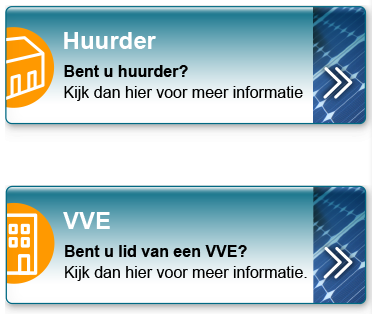 Huurder
Bent u huurder?
Kijk dan hier voor meer informatie
VVE
Bent u lid van een VVE?
Kijk dan hier voor meer informatie.